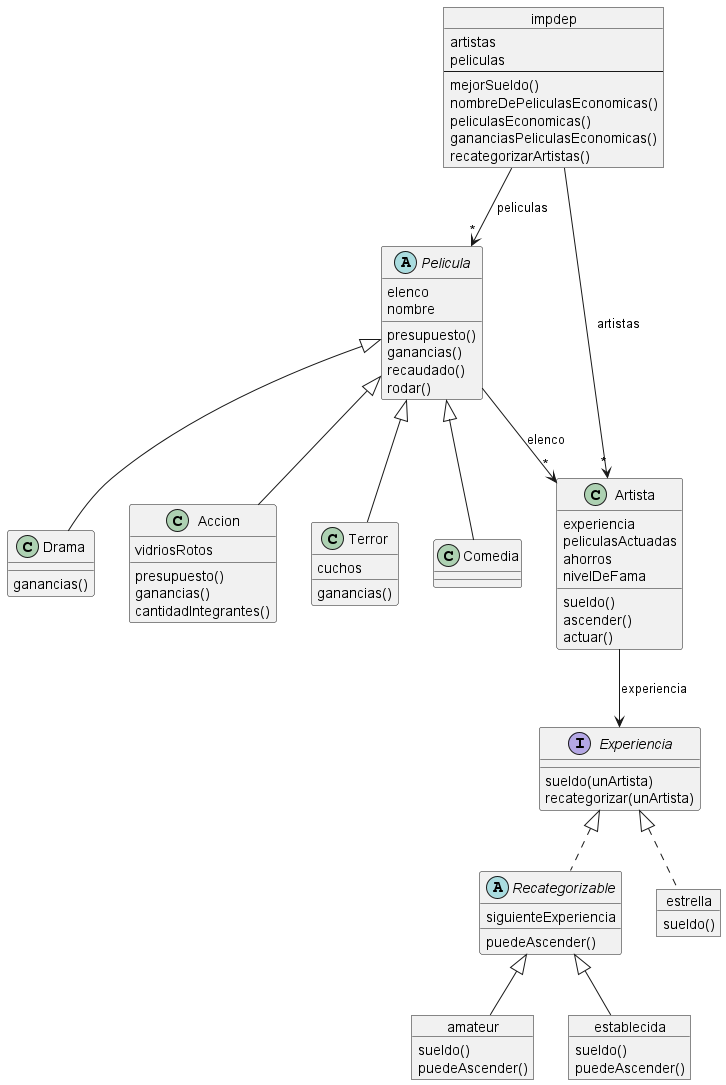 impdep
artistas
peliculas
mejorSueldo()
nombreDePeliculasEconomicas()
peliculasEconomicas()
gananciasPeliculasEconomicas()
recategorizarArtistas()
peliculas
*
A Pelicula
elenco
nombre
presupuesto()
ganancias()
recaudado()
rodar()
artistas
elenco
*
*
C Drama
ganancias()
C Accion
vidriosRotos
presupuesto()
ganancias()
cantidadIntegrantes()
C Terror
cuchos
ganancias()
C Comedia
C Artista
experiencia
peliculasActuadas
ahorros
nivelDeFama
sueldo()
ascender()
actuar()
experiencia
I Experiencia
sueldo(unArtista)
recategorizar(unArtista)
A Recategorizable
siguienteExperiencia
puedeAscender()
estrella
sueldo()
amateur
sueldo()
puedeAscender()
establecida
sueldo()
puedeAscender()